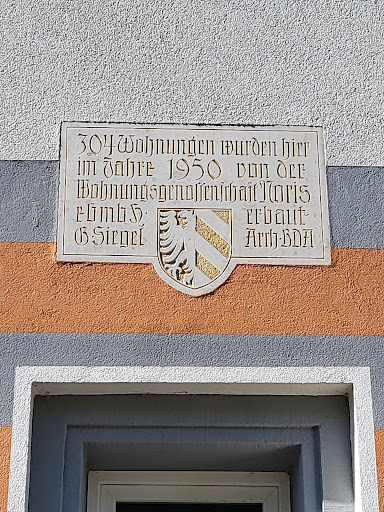 304 Wohnungen wurden hier
im Jahre 1950 von der
Wohnungsgenossenschaft Noris
eGmbH. erbaut
G. Siegel Arch. BDA